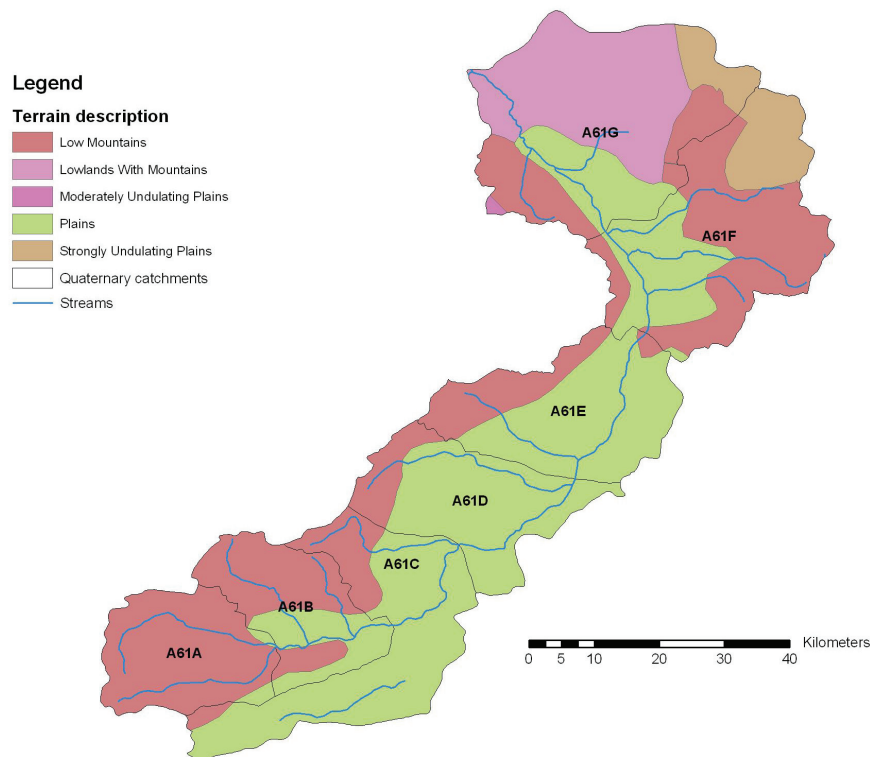 Legend
Terrain description
Low Mountains
Lowlands With Mountains
Moderately Undulating Plains
Plains
Strongly Undulating Plains
Quaternary catchments
Streams
A61G
A61F
A61E
A61D
A61C
A61B
A61A
Kilometers
0 5 10 20 30 40